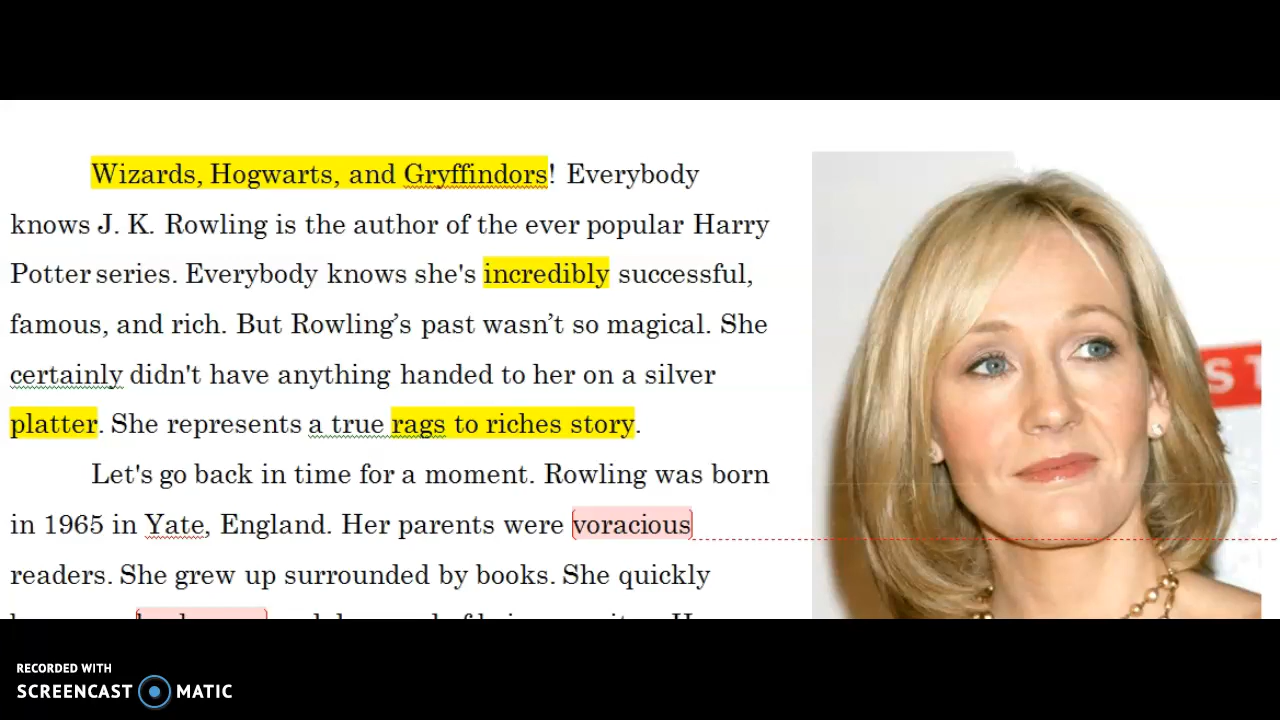 Wizards, Hogwarts, and Gryffindors! Everybody
knows J. K. Rowling is the author of the ever popular Harry
Potter series. Everybody knows she's incredibly successful,
famous, and rich. But Rowling’s past wasn’t so magical. She
certainly didn't have anything handed to her on a silver
platter. She represents a true rags to riches story.
Let's go back in time for a moment. Rowling was born
in 1965 in Yate, England. Her parents were voracious
readers. She grew up surrounded by books. She quickly
RECORDED WITH
SCREENCAST MATIC